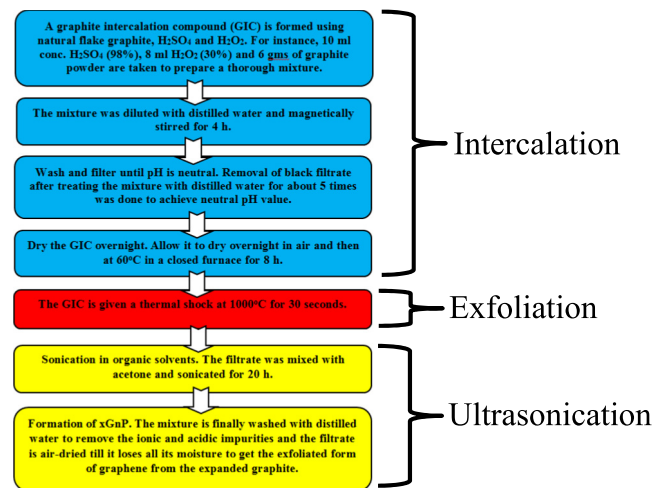 A graphite intercalation compound (GIC) is formed using
natural flake graphite, H₂SO₄ and H₂O₂. For instance, 10 ml
conc. H₂SO₄ (98%), 8 ml H₂O₂ (30%) and 6 gms of graphite
powder are taken to prepare a thorough mixture.
The mixture was diluted with distilled water and magnetically
stirred for 4 h.
Wash and filter until pH is neutral. Removal of black filtrate
after treating the mixture with distilled water for about 5 times
was done to achieve neutral pH value.
Dry the GIC overnight. Allow it to dry overnight in air and then
at 60°C in a closed furnace for 8 h.
Intercalation
The GIC is given a thermal shock at 1000°C for 30 seconds.
Exfoliation
Sonication in organic solvents. The filtrate was mixed with
acetone and sonicated for 20 h.
Formation of xGnP. The mixture is finally washed with distilled
water to remove the ionic and acidic impurities and the filtrate
is air-dried till it loses all its moisture to get the exfoliated form
of graphene from the expanded graphite.
Ultrasonication